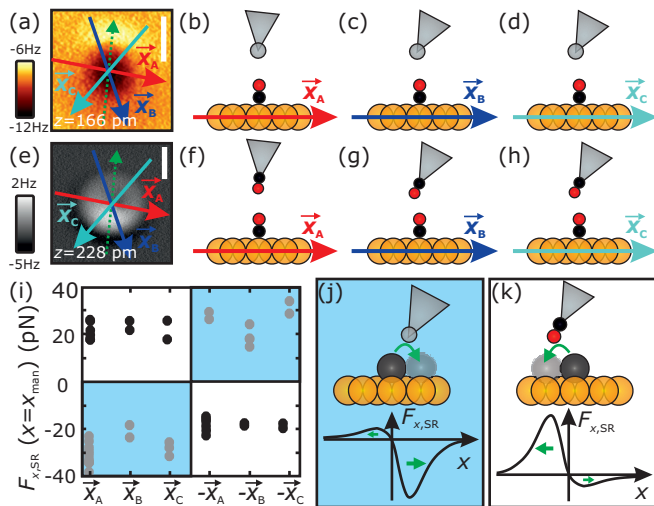 (a)
-6Hz
-12Hz
x_A
x_B
x_C
z=166 pm
(b)
x_A
(c)
x_B
(d)
x_C
(e)
2Hz
-5Hz
x_A
x_B
x_C
z=228 pm
(f)
x_A
(g)
x_B
(h)
x_C
(i)
F_x,SR (x=x_man) (pN)
40
20
0
-20
-40
x_A x_B x_C -x_A -x_B -x_C
(j)
F_x,SR
x
(k)
F_x,SR
x